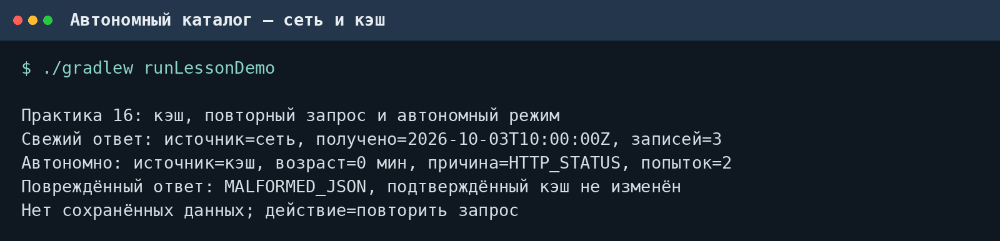 Автономный каталог — сеть и кэш
$ ./gradlew runLessonDemo
Практика 16: кэш, повторный запрос и автономный режим
Свежий ответ: источник=сеть, получено=2026-10-03T10:00:00Z, записей=3
Автономно: источник=кэш, возраст=0 мин, причина=HTTP_STATUS, попыток=2
Повреждённый ответ: MALFORMED_JSON, подтверждённый кэш не изменён
Нет сохранённых данных; действие=повторить запрос